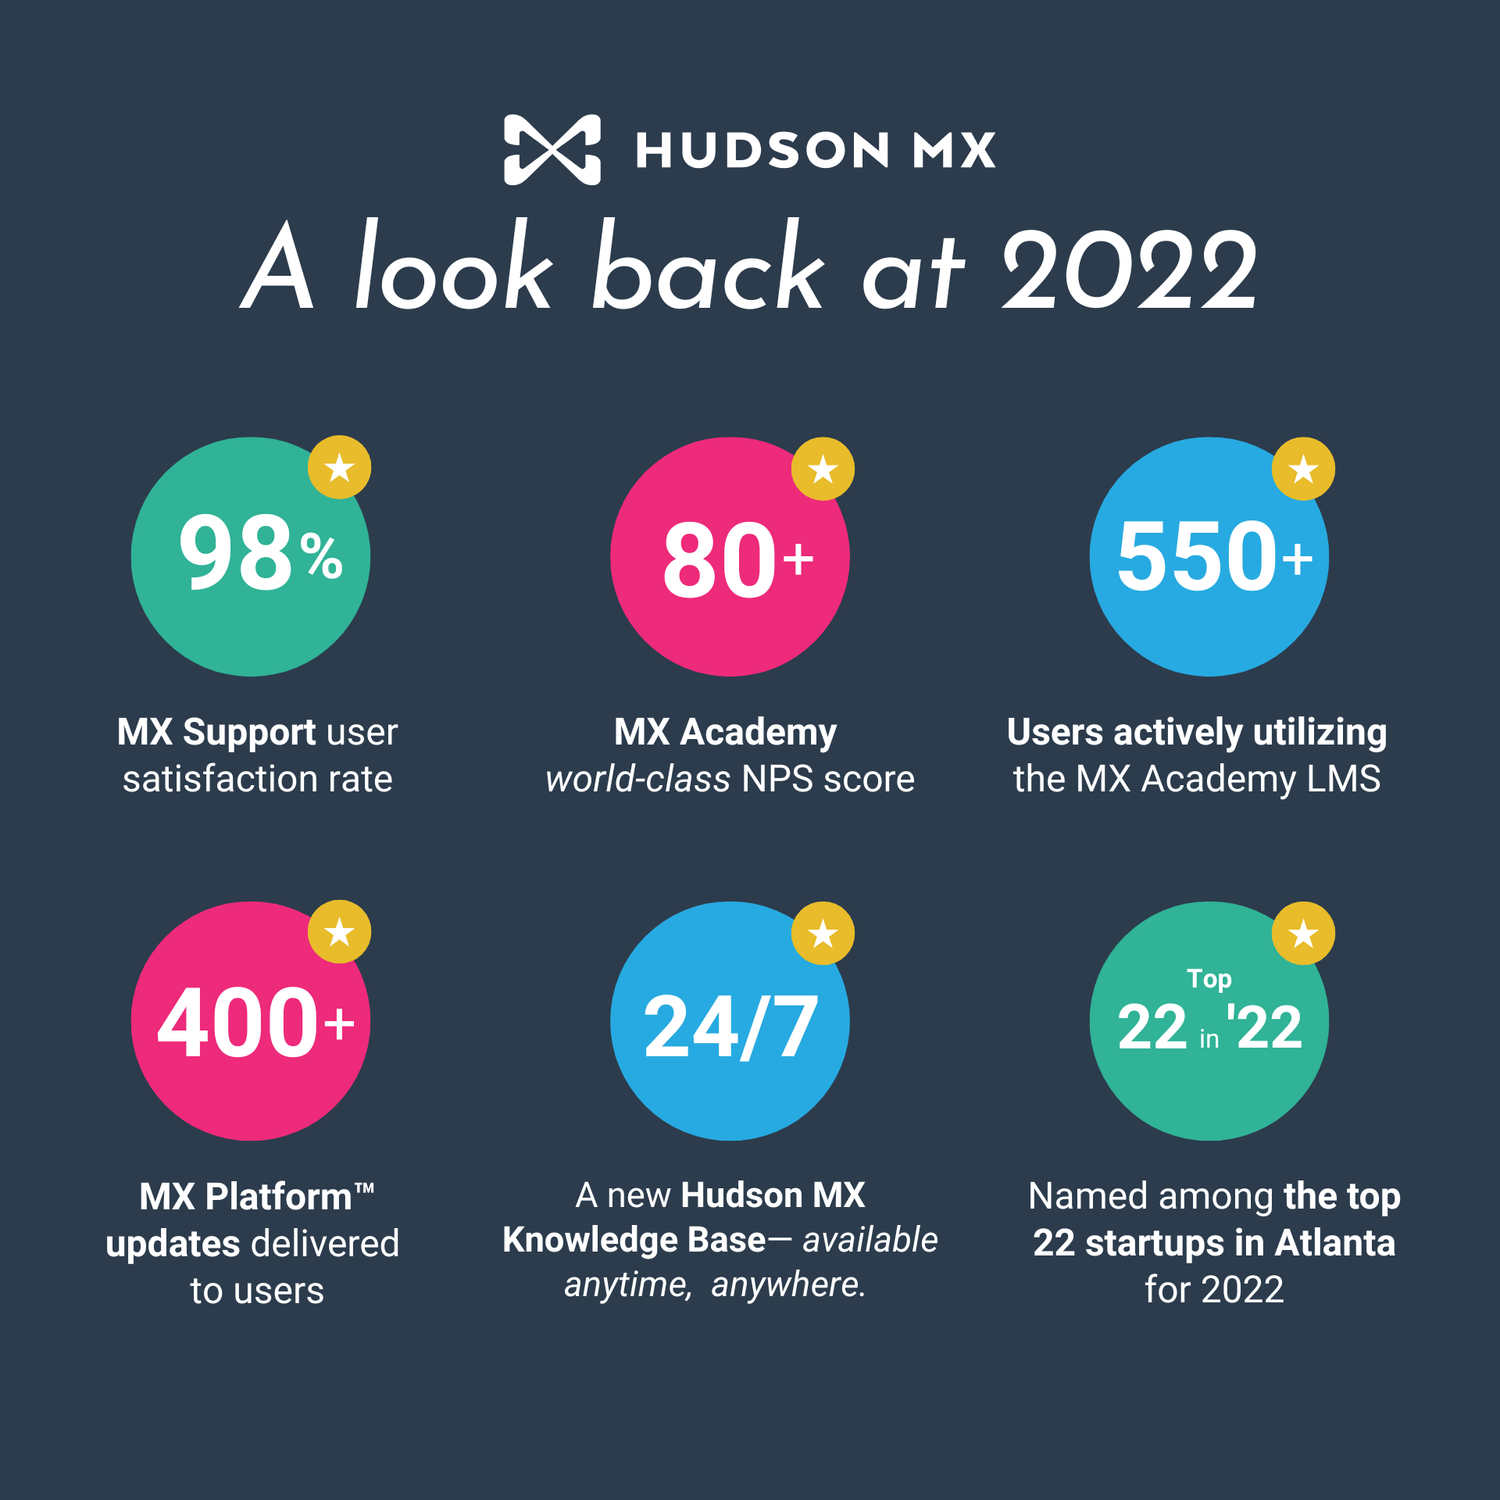 HUDSON MX
A look back at 2022
98%
80+
550+
MX Support user
satisfaction rate
MX Academy
world-class NPS score
Users actively utilizing
the MX Academy LMS
400+
24/7
Top
22 in '22
MX Platform™
updates delivered
to users
A new Hudson MX
Knowledge Base— available
anytime, anywhere.
Named among the top
22 startups in Atlanta
for 2022